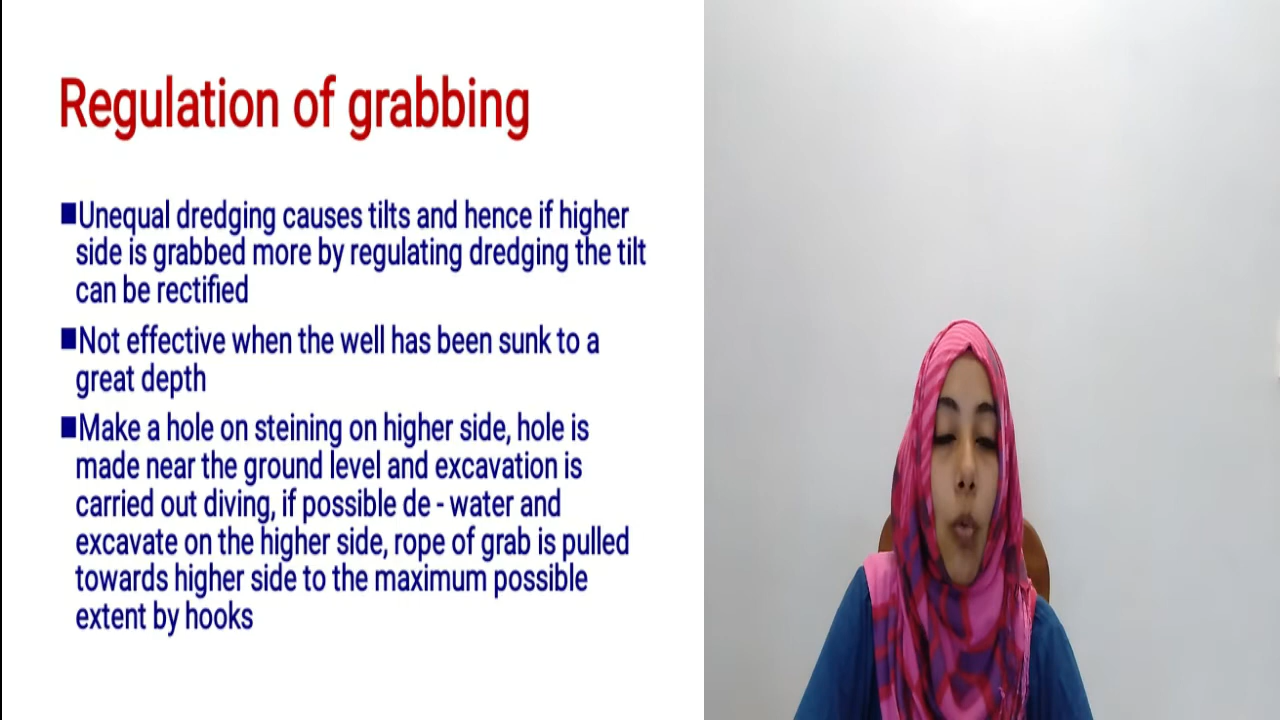 Regulation of grabbing
■Unequal dredging causes tilts and hence if higher
side is grabbed more by regulating dredging the tilt
can be rectified
■Not effective when the well has been sunk to a
great depth
■Make a hole on steining on higher side, hole is
made near the ground level and excavation is
carried out diving, if possible de - water and
excavate on the higher side, rope of grab is pulled
towards higher side to the maximum possible
extent by hooks